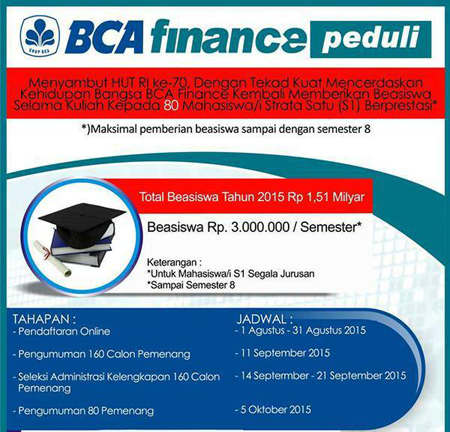 GRUP BCA
BCA finance peduli
Menyambut HUT RI ke-70, Dengan Tekad Kuat Mencerdaskan
Kehidupan Bangsa BCA Finance Kembali Memberikan Beasiswa
Selama Kuliah Kepada 80 Mahasiswa/i Strata Satu (S1) Berprestasi*
*)Maksimal pemberian beasiswa sampai dengan semester 8
Total Beasiswa Tahun 2015 Rp 1,51 Milyar
Beasiswa Rp. 3.000.000 / Semester*
Keterangan :
*Untuk Mahasiswa/i S1 Segala Jurusan
*Sampai Semester 8
TAHAPAN : JADWAL :
- Pendaftaran Online - 1 Agustus - 31 Agustus 2015
- Pengumuman 160 Calon Pemenang - 11 September 2015
- Seleksi Administrasi Kelengkapan 160 Calon - 14 Septermber - 21 September 2015
Pemenang
- Pengumuman 80 Pemenang - 5 Oktober 2015